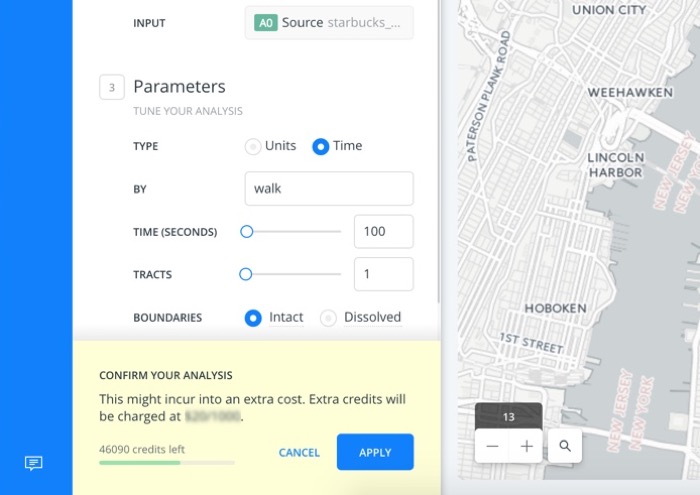 INPUT
A0 Source starbucks_...
3 Parameters
TUNE YOUR ANALYSIS
TYPE
Units
Time
BY
walk
TIME (SECONDS)
100
TRACTS
1
BOUNDARIES
Intact
Dissolved
CONFIRM YOUR ANALYSIS
This might incur into an extra cost. Extra credits will
be charged at
46090 credits left
CANCEL
APPLY
UNION CITY
PATERSON PLANK ROAD
WEEHAWKEN
LINCOLN
HARBOR
NEW JERSEY
NEW YORK
HOBOKEN
1ST STREET
NEW JERSEY
NEW YORK
13